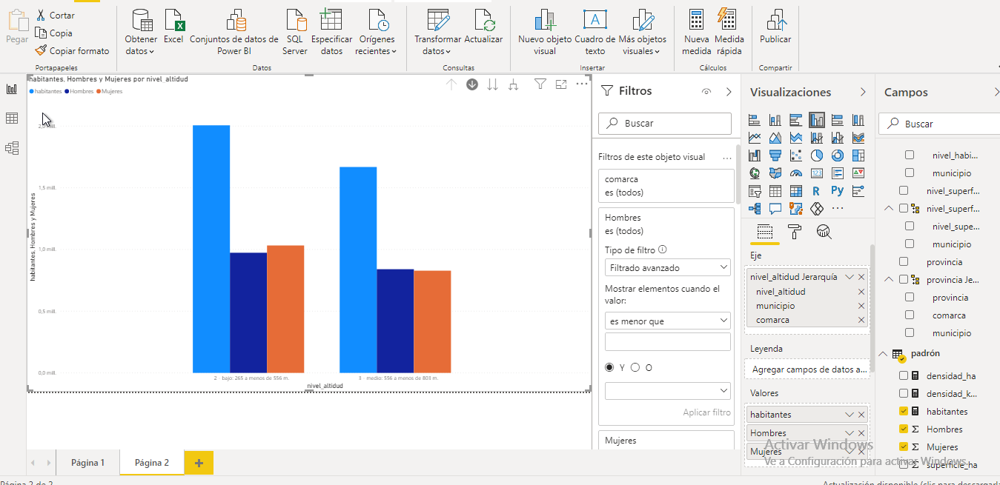 Cortar
Copia
Copiar formato
Pegar
Portapapeles
Obtener datos
Excel
Conjuntos de datos de Power BI
SQL Server
Especificar datos
Orígenes recientes
Datos
Transformar datos
Actualizar
Consultas
Nuevo objeto visual
Cuadro de texto
Más objetos visuales
Insertar
Nueva medida
Medida rápida
Cálculos
Publicar
Compartir
habitantes, Hombres y Mujeres por nivel_altidud
habitantes Hombres Mujeres
2,0 mill.
1,5 mill.
1,0 mill.
0,5 mill.
0,0 mill.
habitantes, Hombres y Mujeres
2 - bajo: 265 a menos de 556 m.
3 - medio: 556 a menos de 803 m.
nivel_altidud
Filtros
Buscar
Filtros de este objeto visual ...
comarca
es (todos)
Hombres
es (todos)
Tipo de filtro
Filtrado avanzado
Mostrar elementos cuando el
valor:
es menor que
Y O
Aplicar filtro
Mujeres
Visualizaciones
R
Py
123
Eje
nivel_altidud Jerarquía
nivel_altidud
municipio
comarca
Leyenda
Agregar campos de datos a...
Valores
habitantes
Hombres
Mujeres
Campos
Buscar
nivel_habi...
municipio
nivel_superf...
nivel_superf...
nivel_supe...
municipio
provincia
provincia Je...
provincia
comarca
municipio
padrón
densidad_ha
densidad_k...
habitantes
Hombres
Mujeres
superficie_ha
Activar Windows
Ve a Configuración para activar Windows.
Página 1
Página 2
Página 2 de 2
Actualización disponible (clic para descargarla